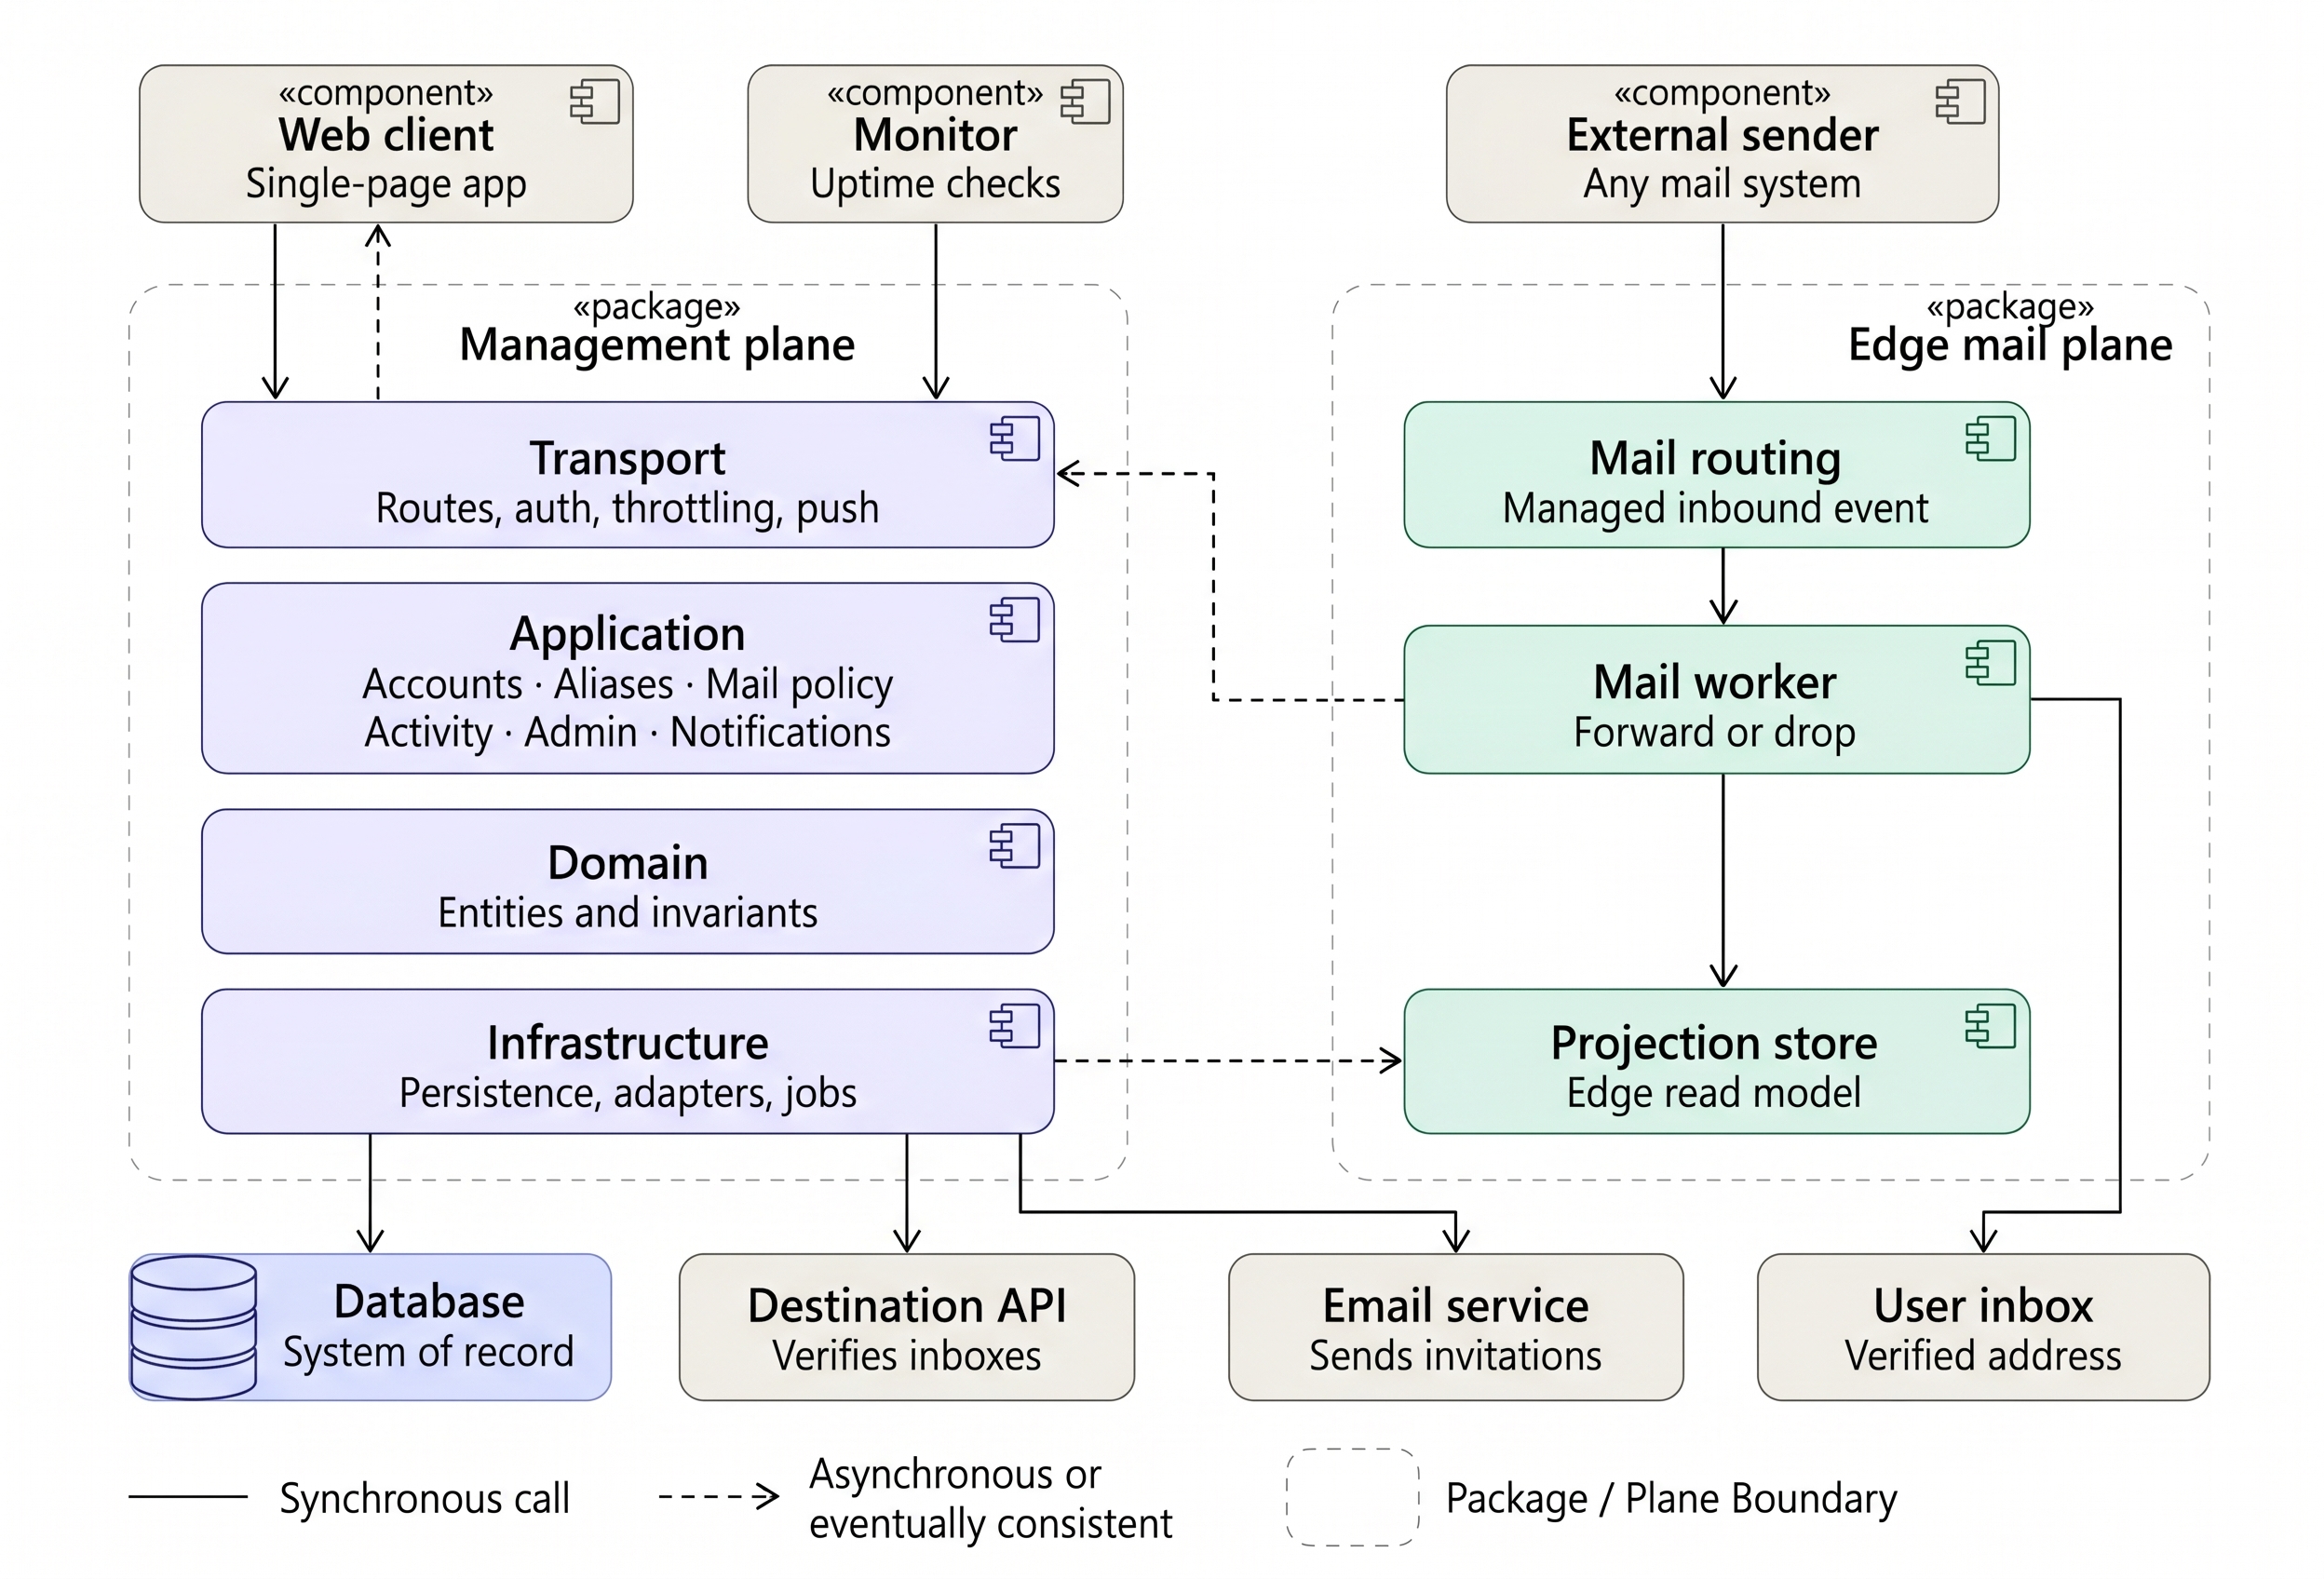 «component»
Web client
Single-page app
«component»
Monitor
Uptime checks
«component»
External sender
Any mail system
«package»
Management plane
«package»
Edge mail plane
Transport
Routes, auth, throttling, push
Mail routing
Managed inbound event
Application
Accounts · Aliases · Mail policy
Activity · Admin · Notifications
Mail worker
Forward or drop
Domain
Entities and invariants
Infrastructure
Persistence, adapters, jobs
Projection store
Edge read model
Database
System of record
Destination API
Verifies inboxes
Email service
Sends invitations
User inbox
Verified address
Synchronous call
Asynchronous or
eventually consistent
Package / Plane Boundary